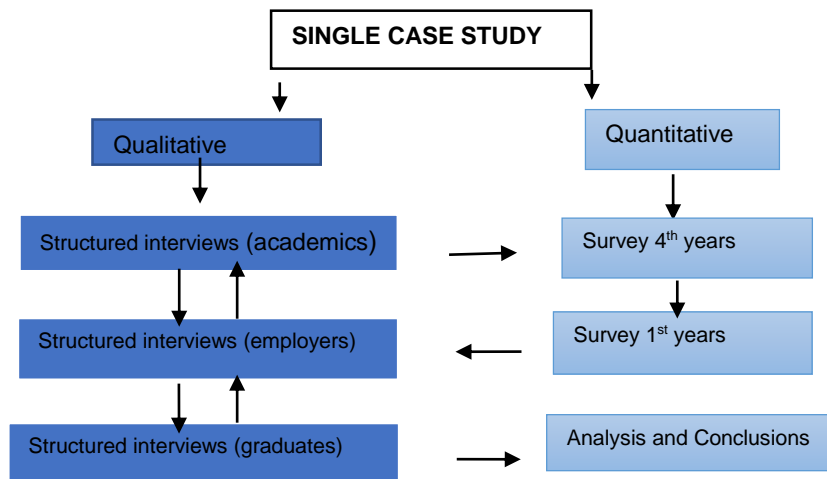 SINGLE CASE STUDY
Qualitative
Quantitative
Structured interviews (academics)
Survey 4th years
Structured interviews (employers)
Survey 1st years
Structured interviews (graduates)
Analysis and Conclusions